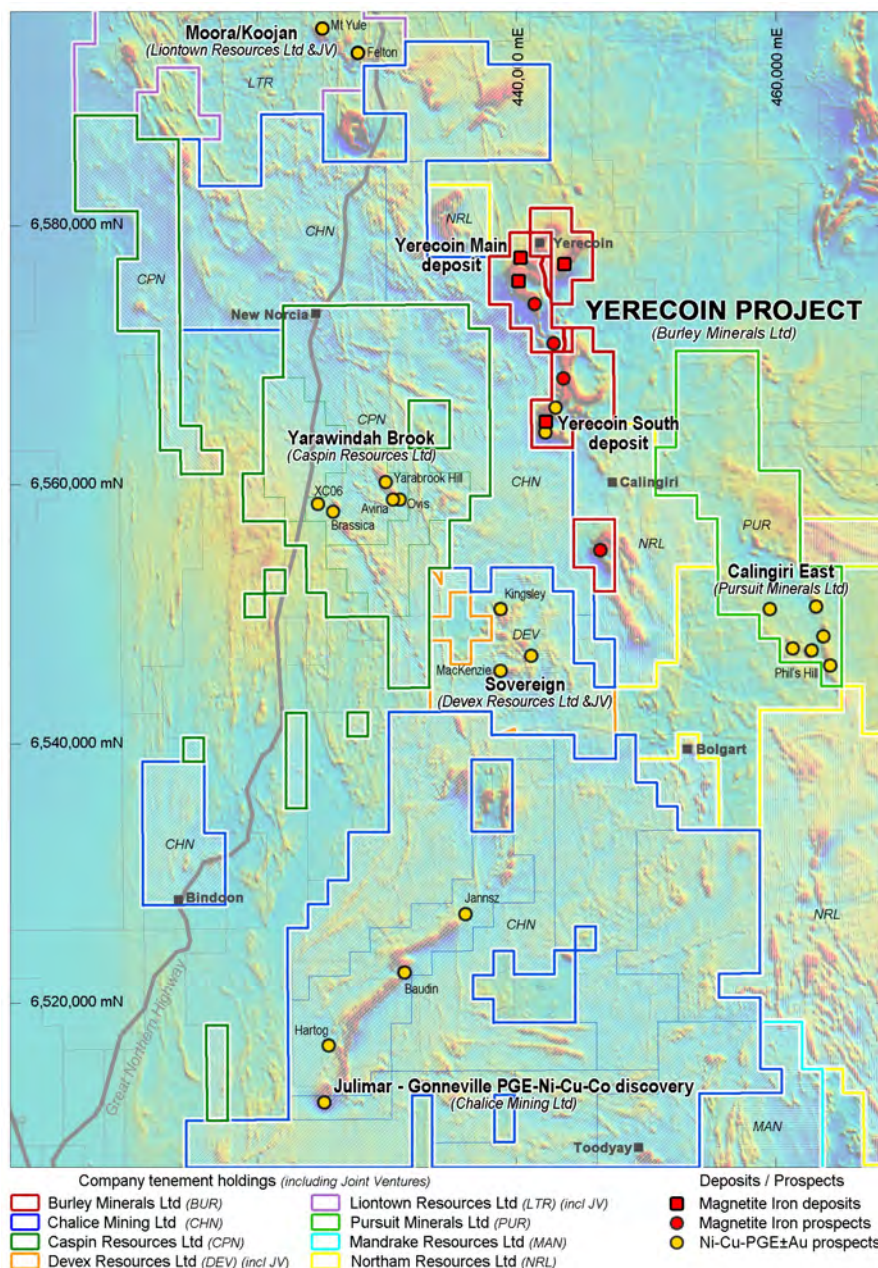 Moora/Koojan
(Liontown Resources Ltd &JV)
Mt Yule
Felton
LTR
440,000 mE
460,000 mE
6,580,000 mN
CHN
NRL
CPN
Yerecoin Main
deposit
Yerecoin
YERECOIN PROJECT
(Burley Minerals Ltd)
New Norcia
CPN
Yarawindah Brook
(Caspin Resources Ltd)
Yerecoin South
deposit
6,560,000 mN
XC06
Yarabrook Hill
Avina
Ovis
Brassica
CHN
Calingiri
NRL
PUR
Calingiri East
(Pursuit Minerals Ltd)
Phil's Hill
Kingsley
DEV
MacKenzie
Sovereign
(Devex Resources Ltd &JV)
6,540,000 mN
Bolgart
CHN
Bindoon
Jannsz
CHN
Baudin
NRL
6,520,000 mN
Hartog
Great Northern Highway
Julimar - Gonneville PGE-Ni-Cu-Co discovery
(Chalice Mining Ltd)
Toodyay
MAN
Company tenement holdings (including Joint Ventures)
Burley Minerals Ltd (BUR)
Chalice Mining Ltd (CHN)
Caspin Resources Ltd (CPN)
Devex Resources Ltd (DEV) (incl JV)
Liontown Resources Ltd (LTR) (incl JV)
Pursuit Minerals Ltd (PUR)
Mandrake Resources Ltd (MAN)
Northam Resources Ltd (NRL)
Deposits / Prospects
Magnetite Iron deposits
Magnetite Iron prospects
Ni-Cu-PGE±Au prospects